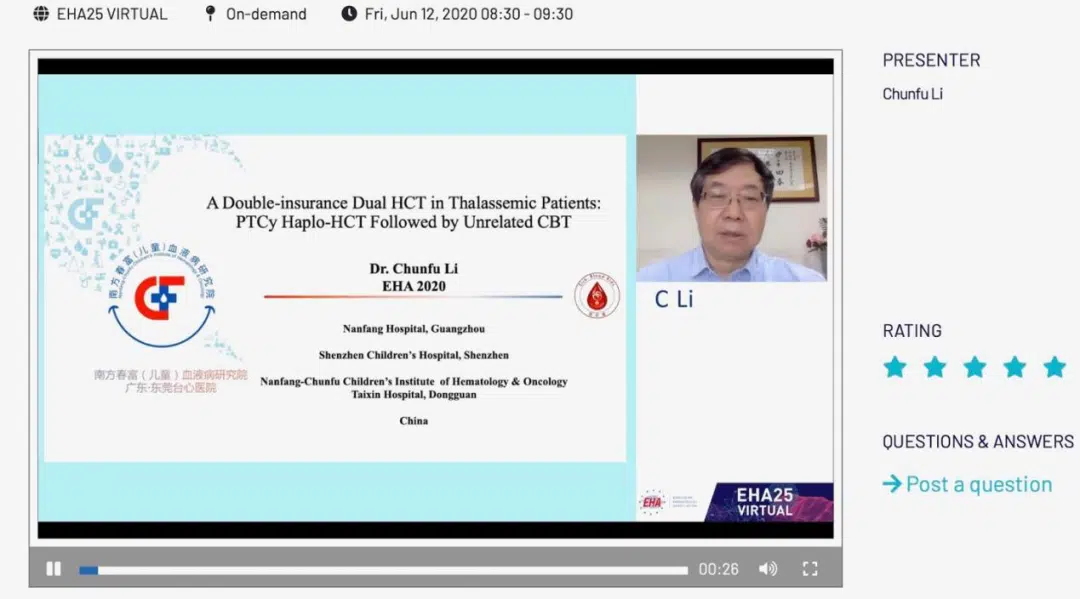 EHA25 VIRTUAL
On-demand
Fri, Jun 12, 2020 08:30 - 09:30
PRESENTER
Chunfu Li
A Double-insurance Dual HCT in Thalassemic Patients:
PTCy Haplo-HCT Followed by Unrelated CBT
Dr. Chunfu Li
EHA 2020
Nanfang Hospital, Guangzhou
Shenzhen Children's Hospital, Shenzhen
Nanfang-Chunfu Children's Institute of Hematology & Oncology
Taixin Hospital, Dongguan
China
南方春富(儿童)血液病研究院
CF
南方春富(儿童)血液病研究院
广东·东莞台心医院
C Li
EHA
EHA25
VIRTUAL
RATING
QUESTIONS & ANSWERS
Post a question
00:26